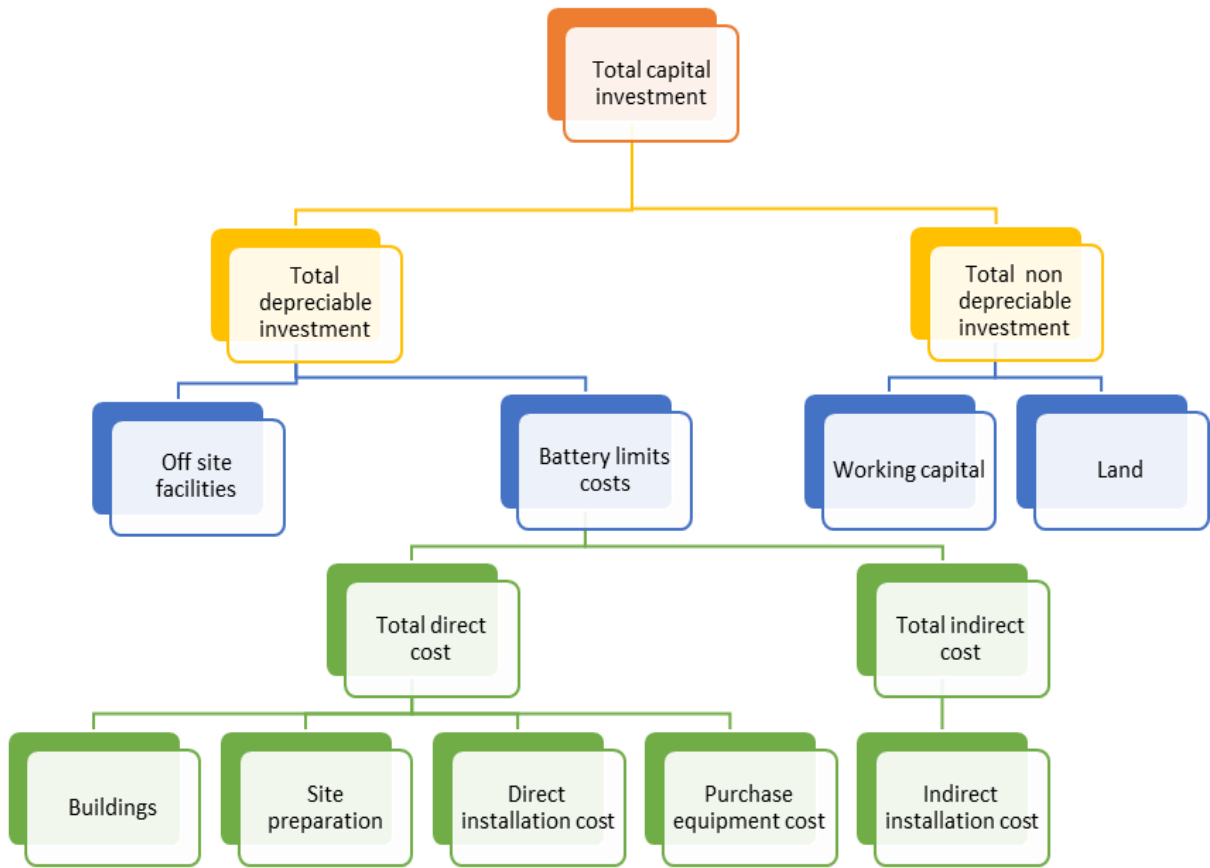 Total capital
investment
Total
depreciable
investment
Total non
depreciable
investment
Off site
facilities
Battery limits
costs
Working capital
Land
Total direct
cost
Total indirect
cost
Buildings
Site
preparation
Direct
installation cost
Purchase
equipment cost
Indirect
installation cost